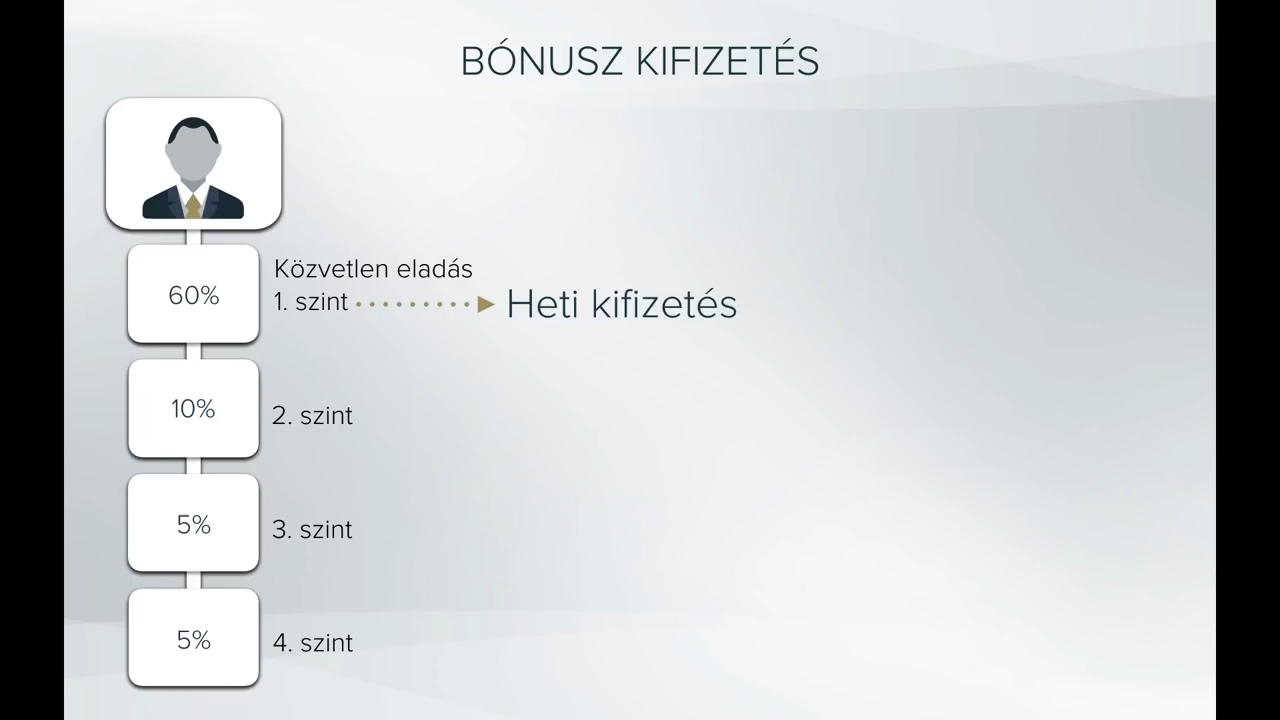 BÓNUSZ KIFIZETÉS
60%
Közvetlen eladás
1. szint
Heti kifizetés
10%
2. szint
5%
3. szint
5%
4. szint